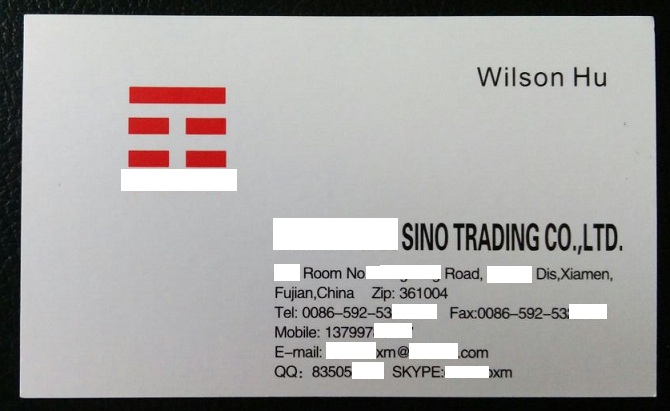 Wilson Hu
SINO TRADING CO.,LTD.
Room No Road, Dis,Xiamen,
Fujian,China Zip: 361004
Tel: 0086–592–53 Fax:0086–592–53
Mobile: 137997
E–mail: xm@ .com
QQ: 83505 SKYPE: xm